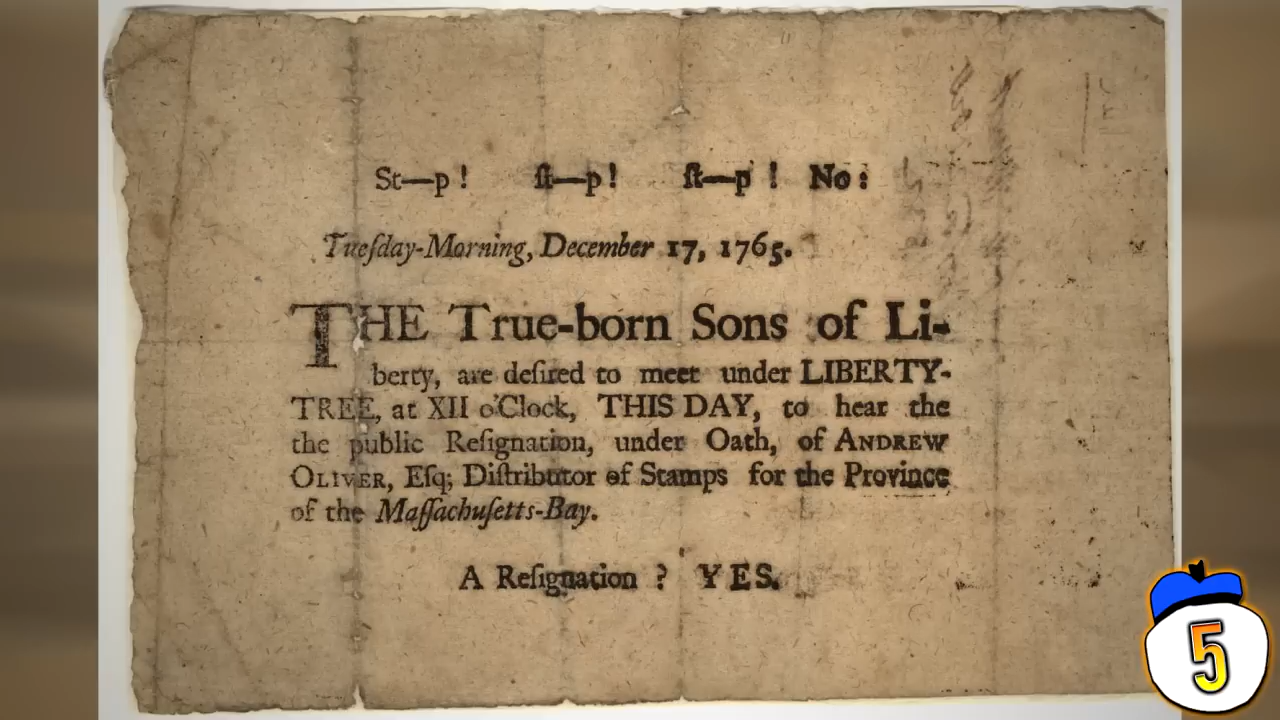 St—p! ſt—p! ſt—p! No:
Tueſday-Morning, December 17, 1765.
THE True-born Sons of Li-
berty, are deſired to meet under LIBERTY-
TREE, at XII o'Clock, THIS DAY, to hear the
the public Reſignation, under Oath, of ANDREW
OLIVER, Eſq; Diſtributor of Stamps for the Province
of the Maſſachuſetts-Bay.
A Reſignation ? YES.
5